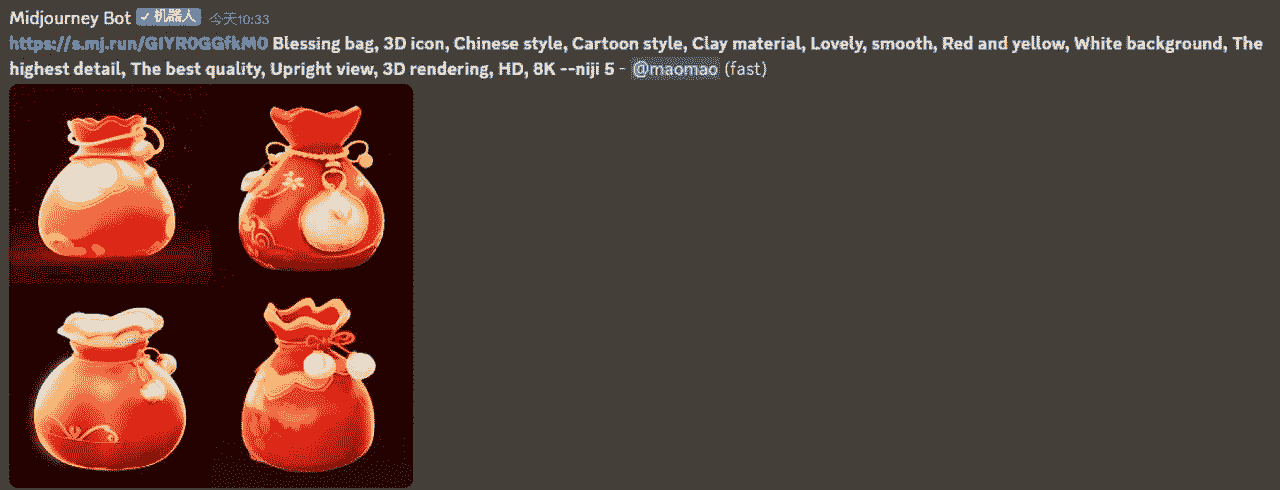 Midjourney Bot ✓ 机器人 今天10:33
https://s.mj.run/GIYR0GGfkM0 Blessing bag, 3D icon, Chinese style, Cartoon style, Clay material, Lovely, smooth, Red and yellow, White background, The
highest detail, The best quality, Upright view, 3D rendering, HD, 8K --niji 5 - @maomao (fast)